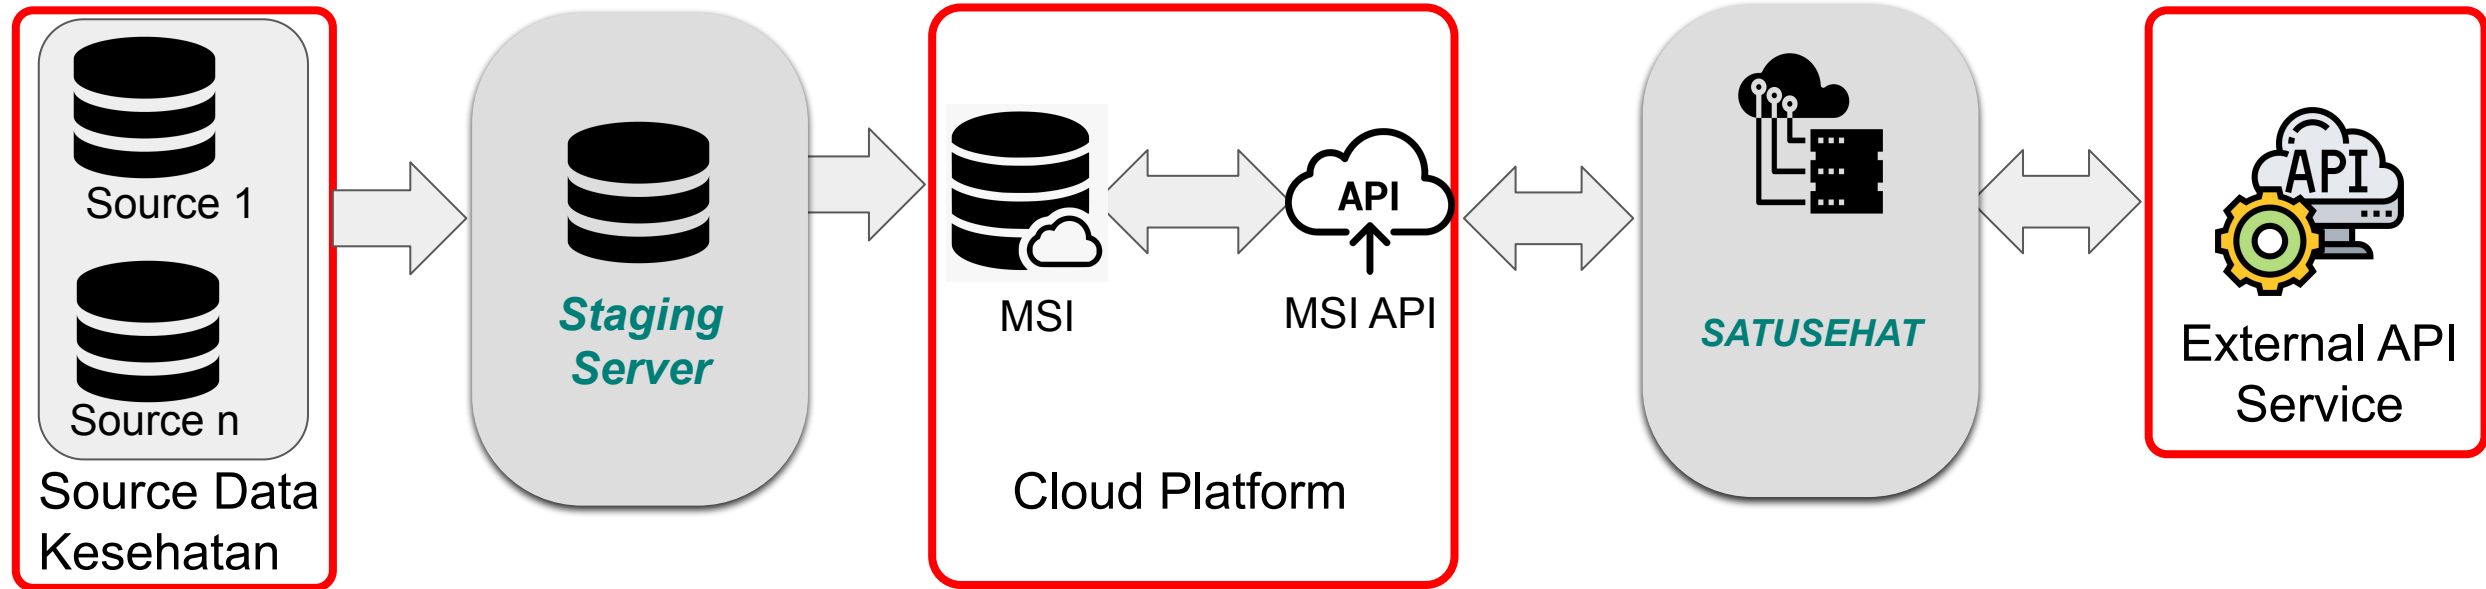 Source 1
Source n
Source Data
Kesehatan
Staging
Server
MSI
API
MSI API
Cloud Platform
SATUSEHAT
API
External API
Service